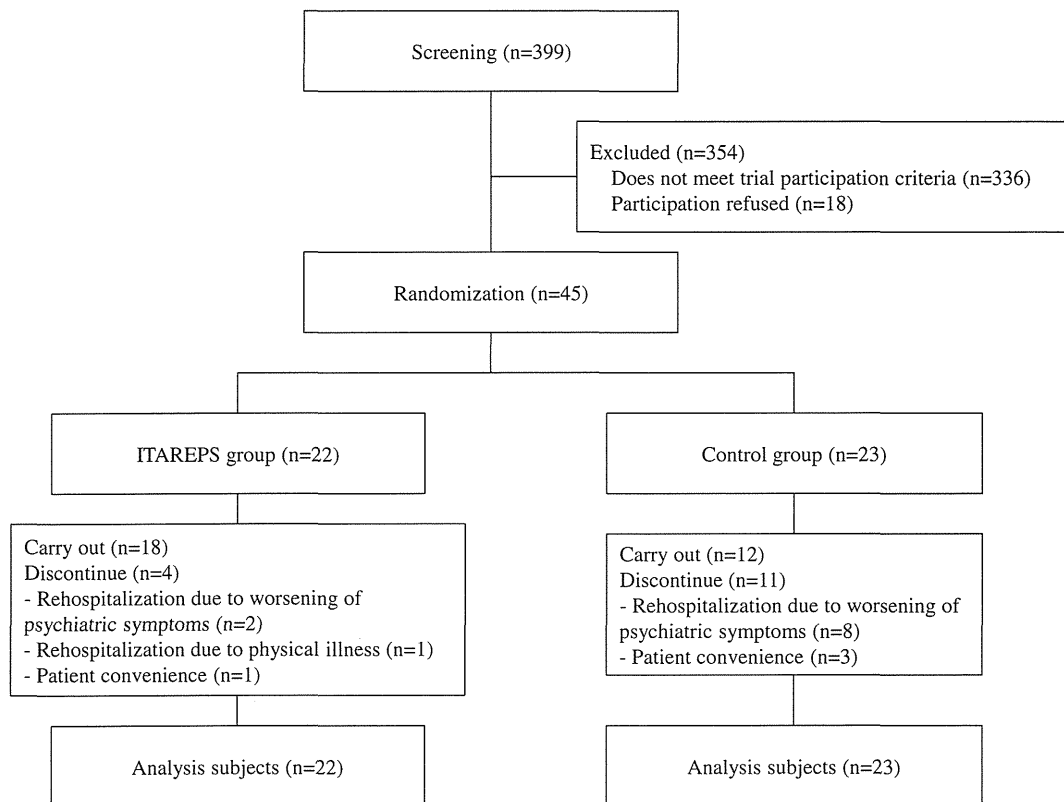 Screening (n=399)
Excluded (n=354)
Does not meet trial participation criteria (n=336)
Participation refused (n=18)
Randomization (n=45)
ITAREPS group (n=22)
Control group (n=23)
Carry out (n=18)
Discontinue (n=4)
- Rehospitalization due to worsening of
psychiatric symptoms (n=2)
- Rehospitalization due to physical illness (n=1)
- Patient convenience (n=1)
Carry out (n=12)
Discontinue (n=11)
- Rehospitalization due to worsening of
psychiatric symptoms (n=8)
- Patient convenience (n=3)
Analysis subjects (n=22)
Analysis subjects (n=23)